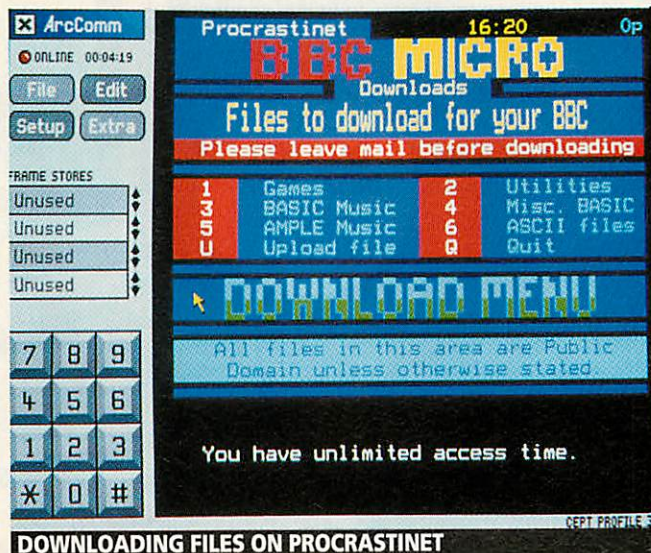 ArcComm
ONLINE 00:04:19
File Edit
Setup Extra
FRAME STORES
Unused
Unused
Unused
Unused
7 8 9
4 5 6
1 2 3
* 0 #
Procrastinet 16:20 Op
BBC MICRO
Downloads
Files to download for your BBC
Please leave mail before downloading
1 Games 2 Utilities
3 BASIC Music 4 Misc. BASIC
5 AMPLE Music 6 ASCII files
U Upload file Q Quit
DOWNLOAD MENU
All files in this area are Public
Domain unless otherwise stated
You have unlimited access time.
CEPT PROFILE 3
DOWNLOADING FILES ON PROCRASTINET